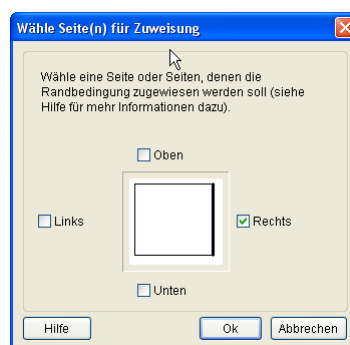 Wähle Seite(n) für Zuweisung
Wähle eine Seite oder Seiten, denen die
Randbedingung zugewiesen werden soll (siehe
Hilfe für mehr Informationen dazu).
Oben
Links
Rechts
Unten
Hilfe
Ok
Abbrechen